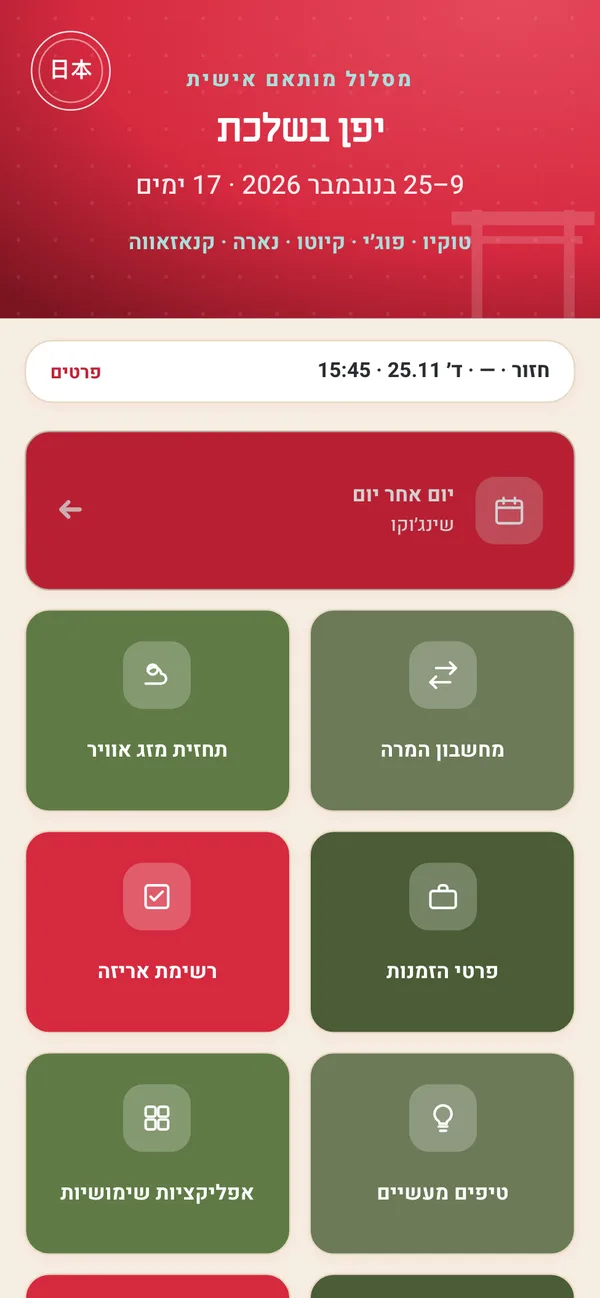 日本
מסלול מותאם אישית
יפן בשלכת
9–25 בנובמבר 2026 · 17 ימים
טוקיו · פוג׳י · קיוטו · נארה · קנאזאווה
חזור · — · ד׳ 25.11 · 15:45
פרטים
יום אחר יום
שינג׳וקו
מחשבון המרה
תחזית מזג אוויר
פרטי הזמנות
רשימת אריזה
טיפים מעשיים
אפליקציות שימושיות